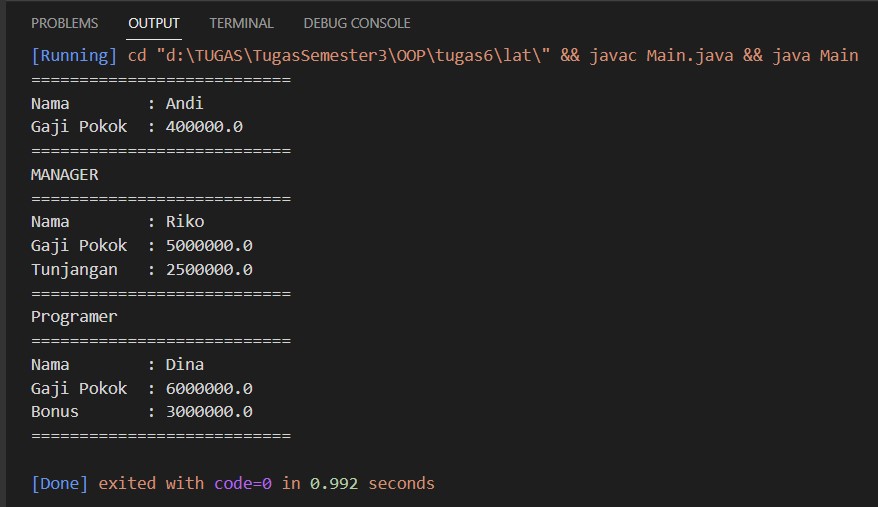 PROBLEMS OUTPUT TERMINAL DEBUG CONSOLE
[Running] cd "d:\TUGAS\TugasSemester3\OOP\tugas6\lat\" && javac Main.java && java Main
===========================
Nama        : Andi
Gaji Pokok  : 400000.0
===========================
MANAGER
===========================
Nama        : Riko
Gaji Pokok  : 5000000.0
Tunjangan   : 2500000.0
===========================
Programer
===========================
Nama        : Dina
Gaji Pokok  : 6000000.0
Bonus       : 3000000.0
===========================
[Done] exited with code=0 in 0.992 seconds